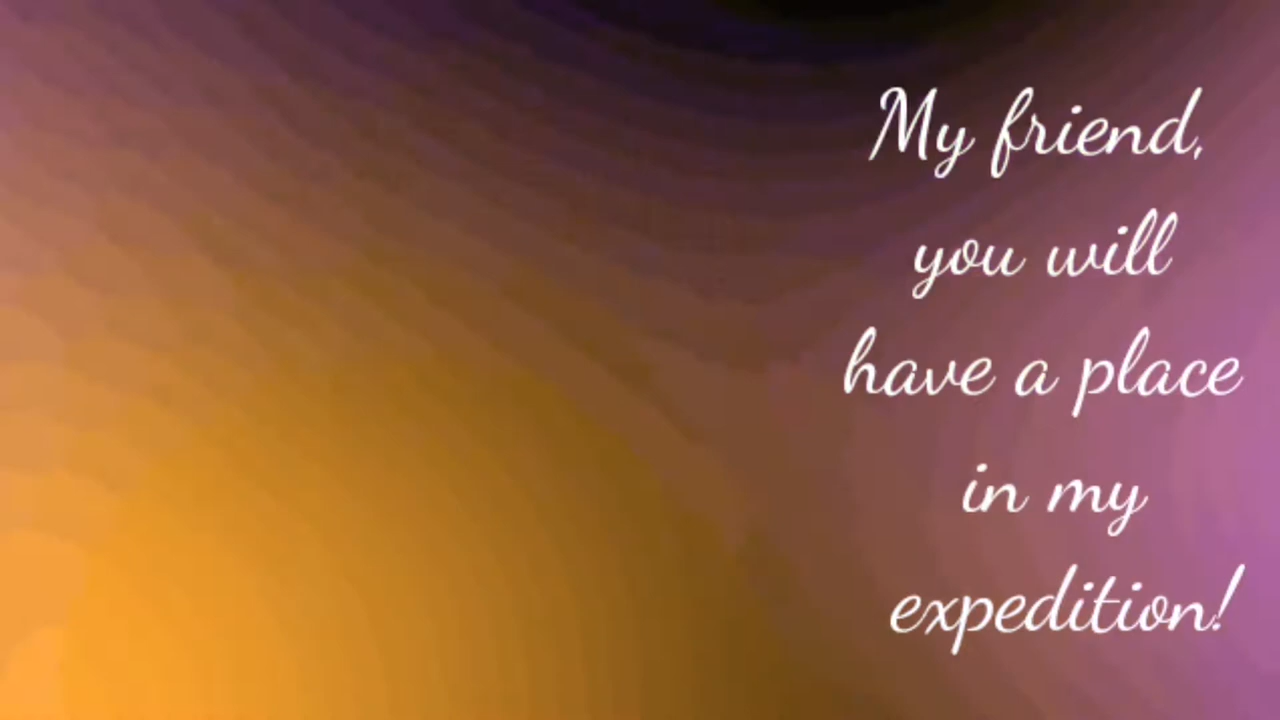 My friend,
you will
have a place
in my
expedition!